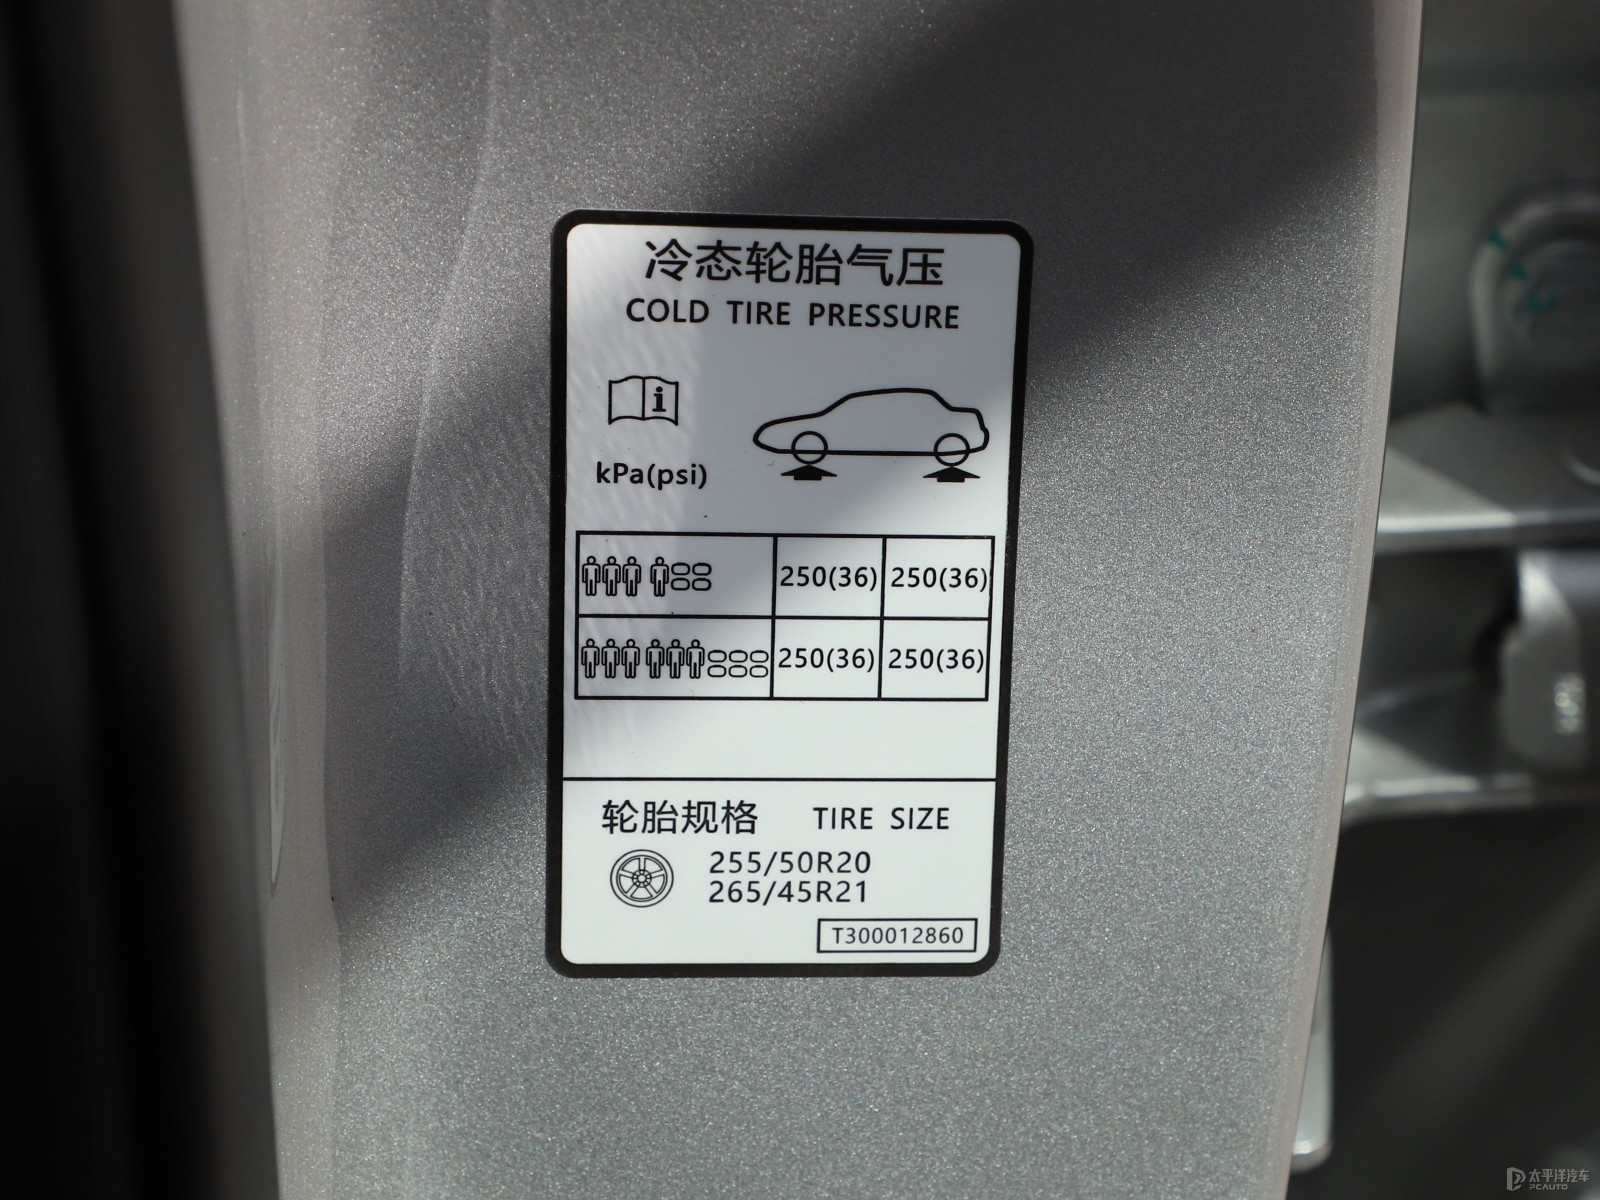 冷态轮胎气压
COLD TIRE PRESSURE
i
kPa(psi)
250(36) 250(36)
250(36) 250(36)
轮胎规格 TIRE SIZE
255/50R20
265/45R21
T300012860
太平洋汽车
PCAUTO